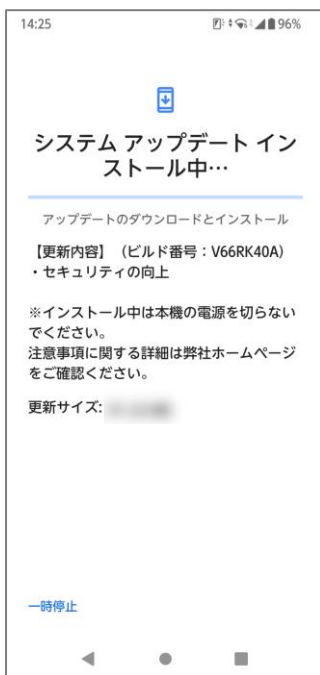 14:25
96%
システム アップデート イン
ストール中…
アップデートのダウンロードとインストール
【更新内容】（ビルド番号：V66RK40A）
・セキュリティの向上
※インストール中は本機の電源を切らない
でください。
注意事項に関する詳細は弊社ホームページ
をご確認ください。
更新サイズ:
一時停止